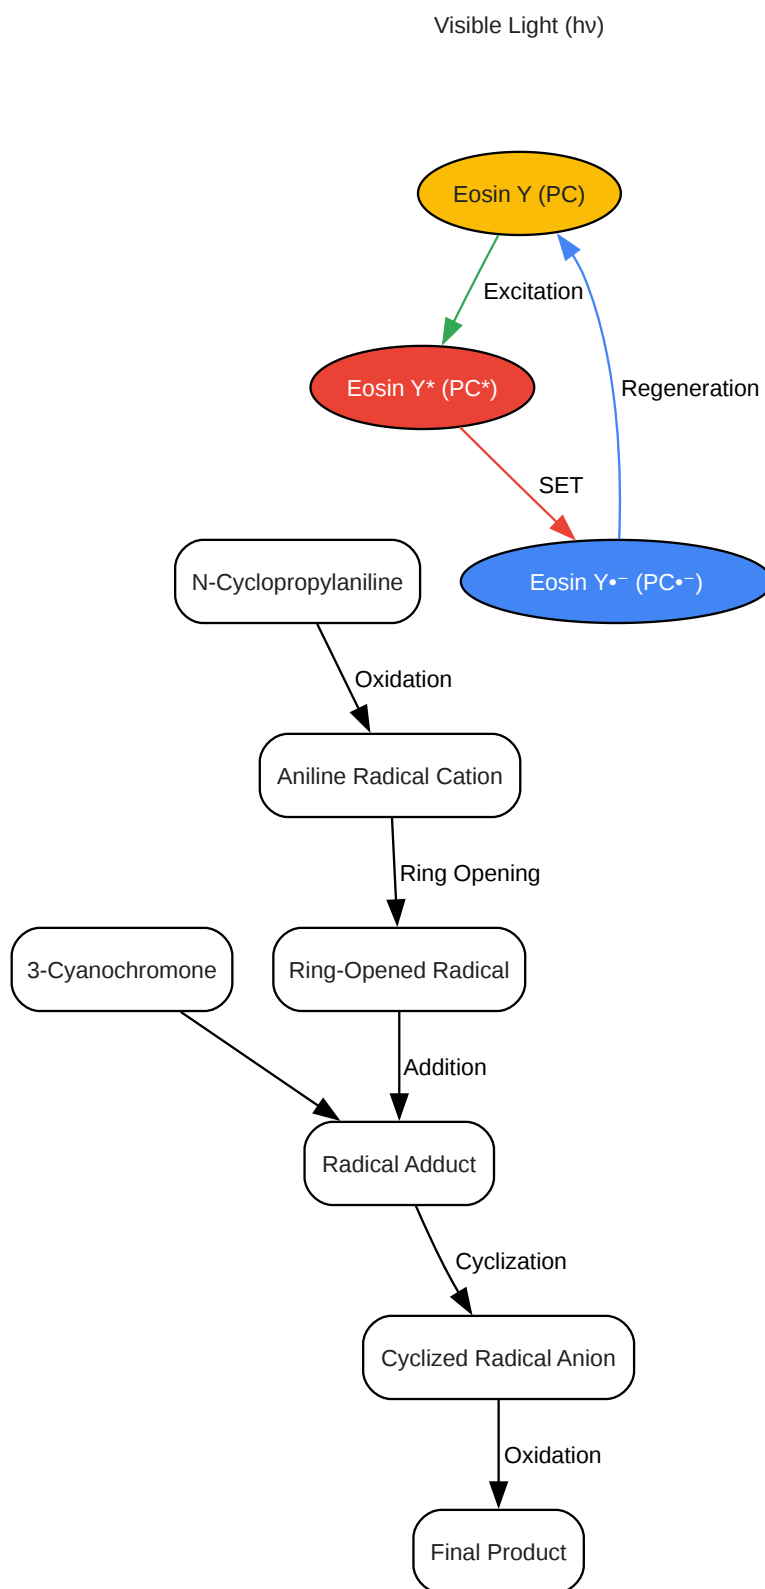 Visible Light (hν)
Eosin Y (PC)
Excitation
Eosin Y* (PC*)
Regeneration
SET
N-Cyclopropylaniline
Eosin Y•⁻ (PC•⁻)
Oxidation
Aniline Radical Cation
Ring Opening
3-Cyanochromone
Ring-Opened Radical
Addition
Radical Adduct
Cyclization
Cyclized Radical Anion
Oxidation
Final Product